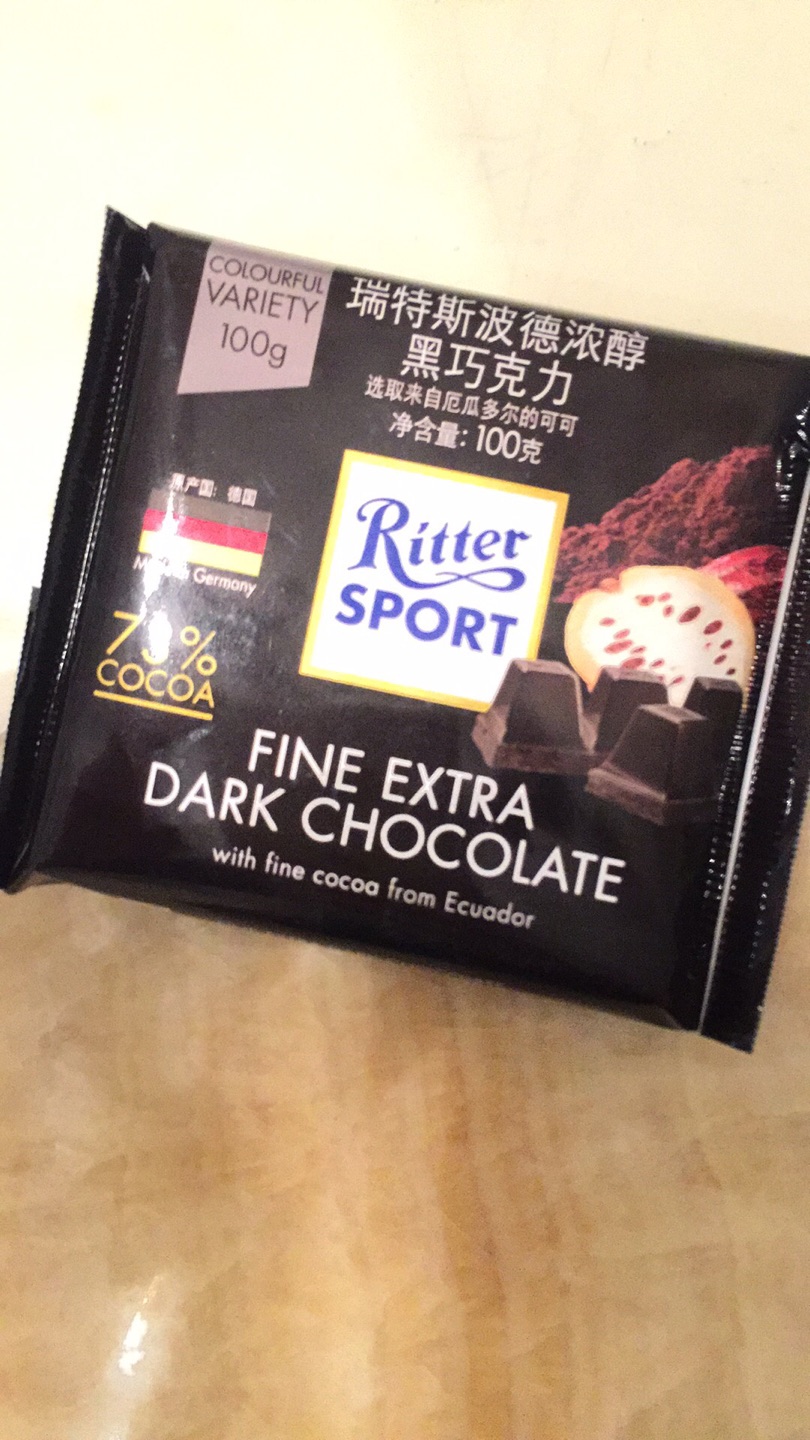 COLOURFUL
VARIETY
100g
瑞特斯波德浓醇
黑巧克力
选取来自厄瓜多尔的可可
净含量: 100克
原产国: 德国
Germany
Ritter
SPORT
COCOA
FINE EXTRA
DARK CHOCOLATE
with fine cocoa from Ecuador